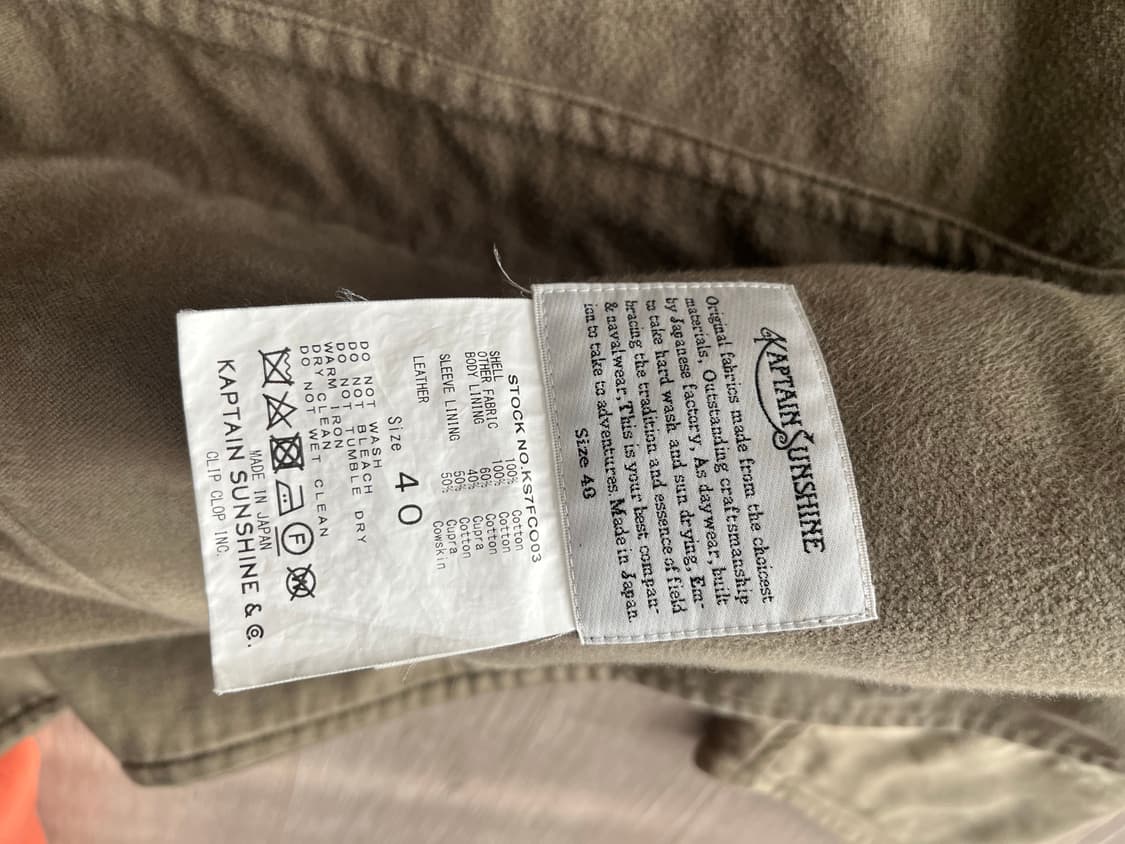 KAPTAIN SUNSHINE
Original fabrics made from the choicest
materials, Outstanding craftsmanship
by Japanese factory, As daywear, built
to take hard wash and sun drying, Em-
bracing the tradition and essence of field
& naval wear, This is your best compan-
ion to take to adventures. Made in Japan.
Size 40
STOCK NO.KS7FCO03
SHELL 100% Cotton
OTHER FABRIC 100% Cotton
BODY LINING 60% Cotton
40% Cupra
SLEEVE LINING 50% Cotton
50% Cupra
LEATHER Cowskin
Size 40
DO NOT WASH
DO NOT BLEACH
DO NOT TUMBLE DRY
WARM IRON
DRY CLEAN
DO NOT WET CLEAN
F
W
MADE IN JAPAN
KAPTAIN SUNSHINE & Co.
CLIP CLOP INC.